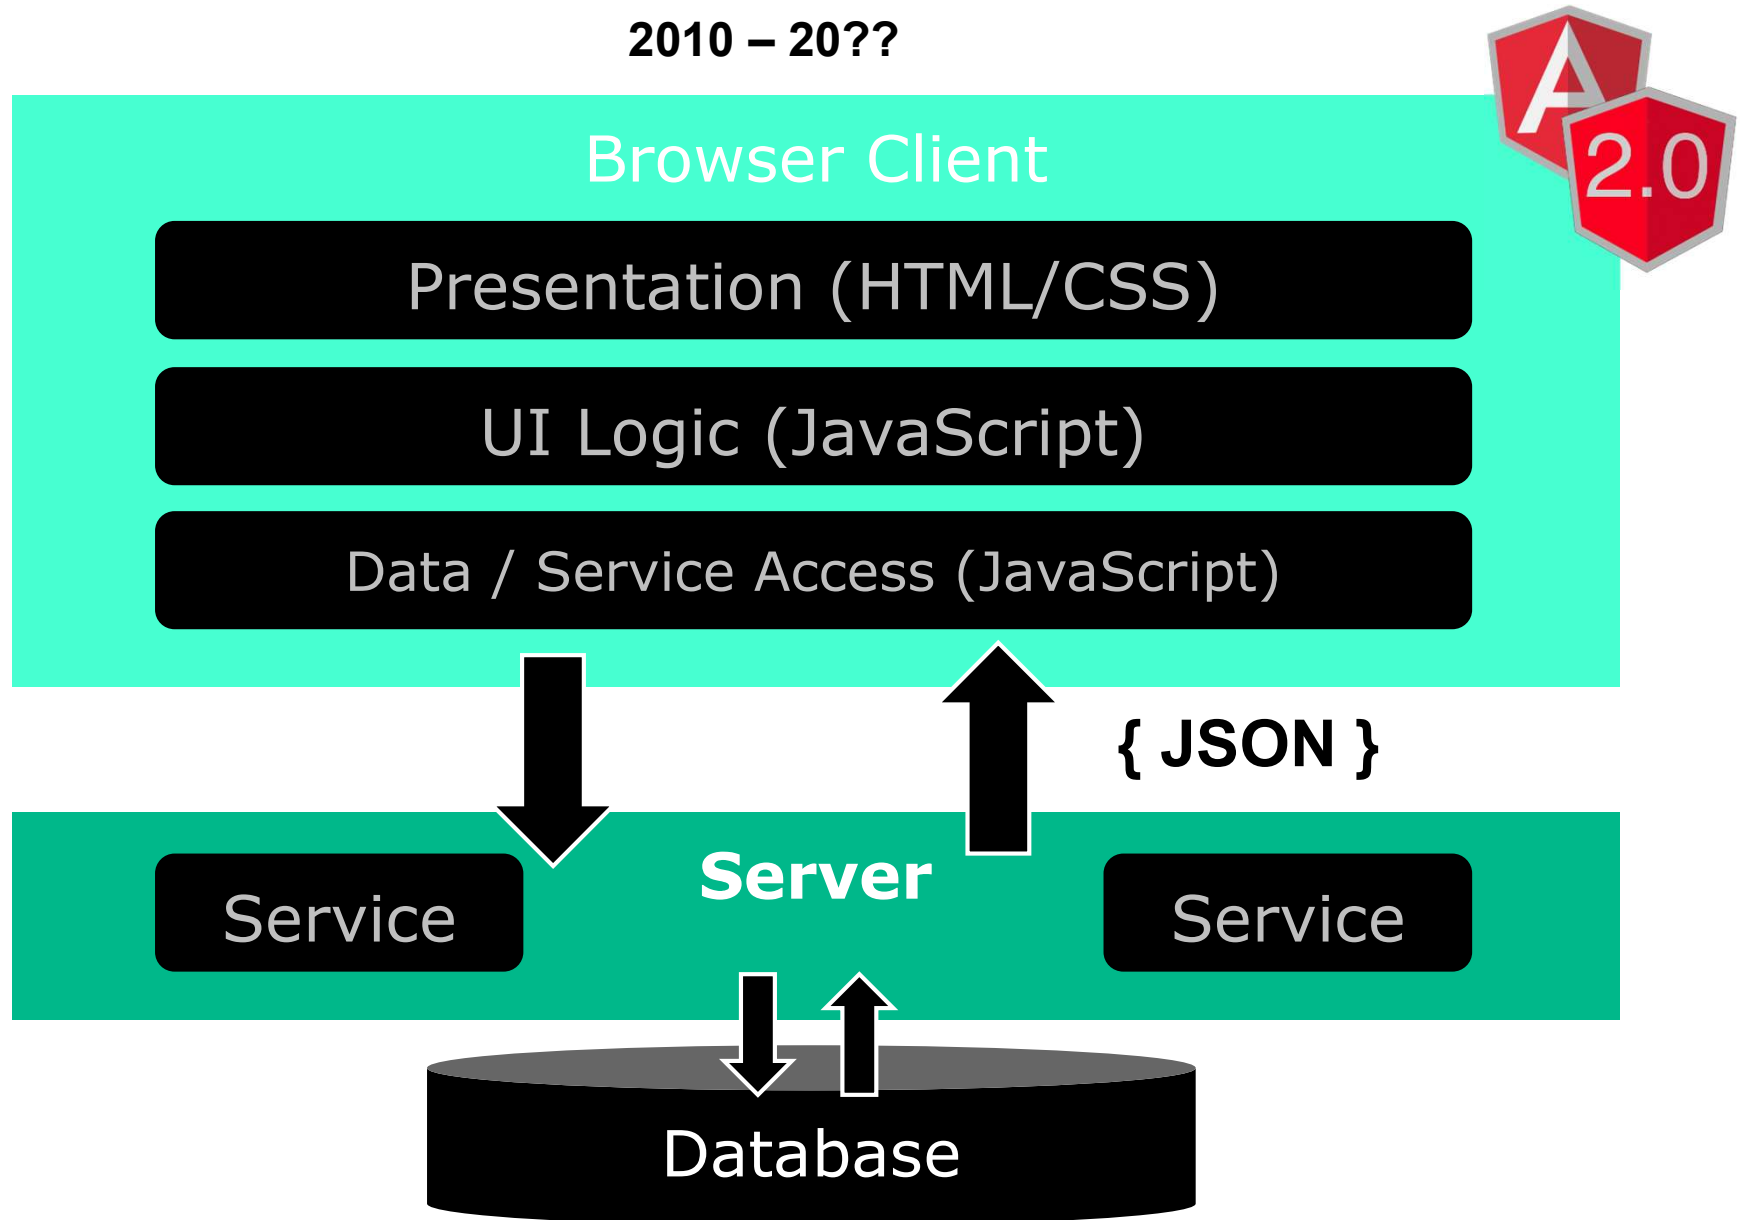 2010 – 20??
A
2.0
Browser Client
Presentation (HTML/CSS)
UI Logic (JavaScript)
Data / Service Access (JavaScript)
{ JSON }
Server
Service
Service
Database